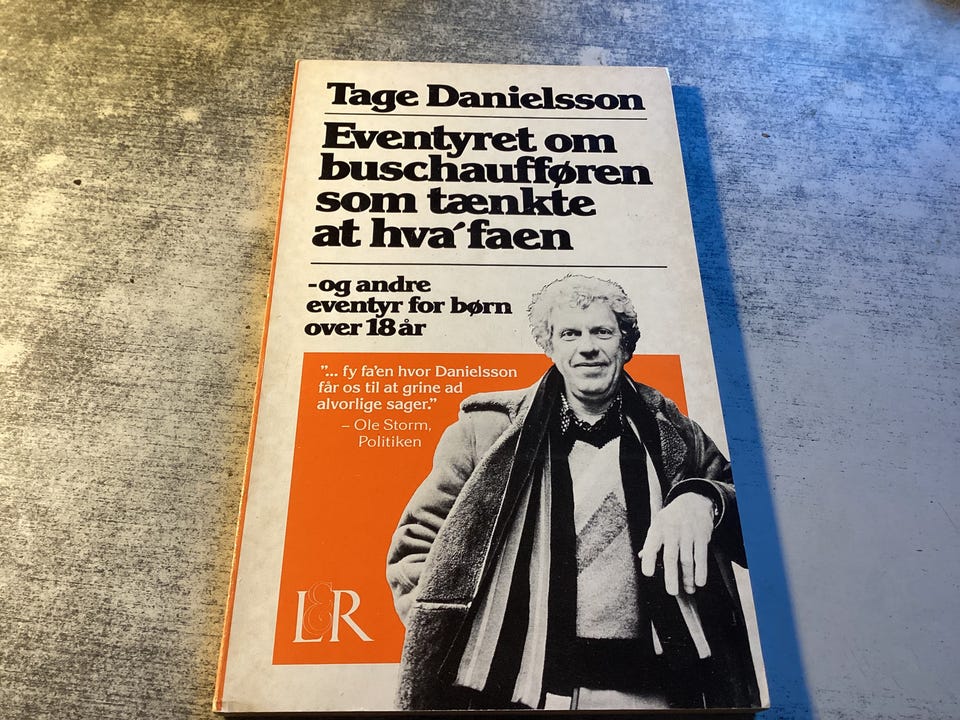 Tage Danielsson
Eventyret om
buschaufføren
som tænkte
at hva´faen
-og andre
eventyr for børn
over 18 år
"... fy fa'en hvor Danielsson
får os til at grine ad
alvorlige sager."
– Ole Storm,
Politiken
L&R